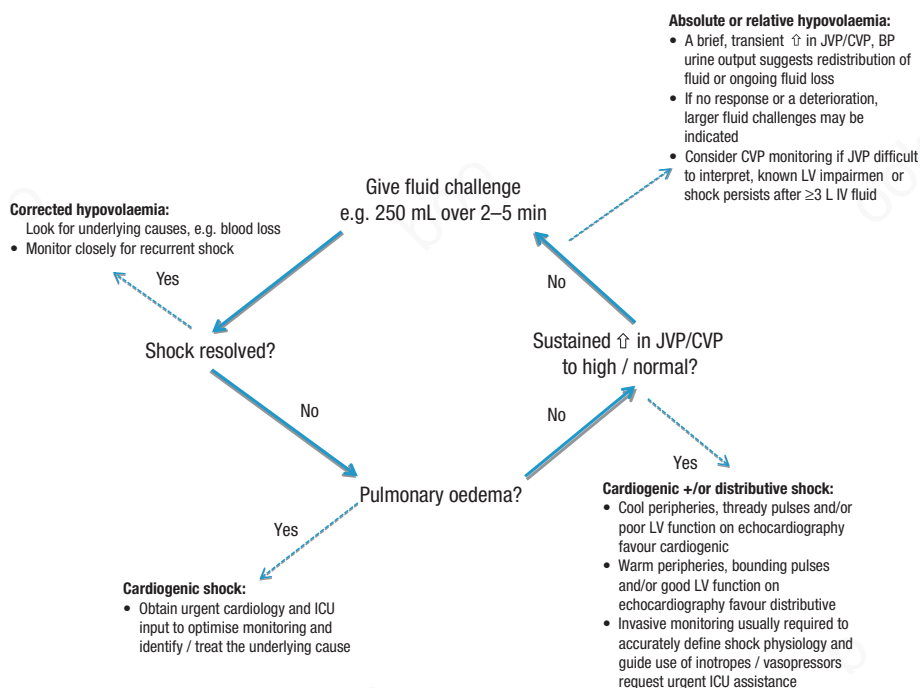 Absolute or relative hypovolaemia:
• A brief, transient ⇧ in JVP/CVP, BP
urine output suggests redistribution of
fluid or ongoing fluid loss
• If no response or a deterioration,
larger fluid challenges may be
indicated
• Consider CVP monitoring if JVP difficult
to interpret, known LV impairmen or
shock persists after ≥3 L IV fluid
Give fluid challenge
e.g. 250 mL over 2–5 min
Corrected hypovolaemia:
Look for underlying causes, e.g. blood loss
• Monitor closely for recurrent shock
Yes
No
Shock resolved?
Sustained ⇧ in JVP/CVP
to high / normal?
No
No
Yes
Pulmonary oedema?
Yes
Cardiogenic shock:
• Obtain urgent cardiology and ICU
input to optimise monitoring and
identify / treat the underlying cause
Cardiogenic +/or distributive shock:
• Cool peripheries, thready pulses and/or
poor LV function on echocardiography
favour cardiogenic
• Warm peripheries, bounding pulses
and/or good LV function on
echocardiography favour distributive
• Invasive monitoring usually required to
accurately define shock physiology and
guide use of inotropes / vasopressors
request urgent ICU assistance